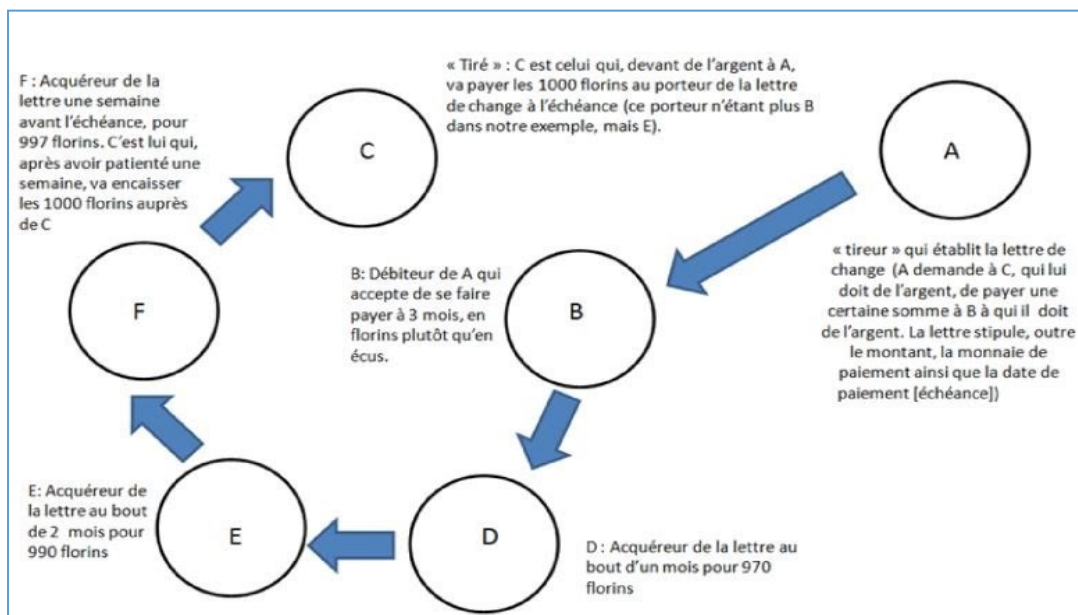 F : Acquéreur de la
lettre une semaine
avant l’échéance, pour
997 florins. C’est lui qui,
après avoir patienté une
semaine, va encaisser
les 1000 florins auprès
de C
« Tiré » : C est celui qui, devant de l’argent à A,
va payer les 1000 florins au porteur de la lettre
de change à l’échéance (ce porteur n’étant plus B
dans notre exemple, mais E).
C
A
B: Débiteur de A qui
accepte de se faire
payer à 3 mois, en
florins plutôt qu’en
écus.
B
« tireur » qui établit la lettre de
change (A demande à C, qui lui
doit de l’argent, de payer une
certaine somme à B à qui il doit
de l’argent. La lettre stipule, outre
le montant, la monnaie de
paiement ainsi que la date de
paiement [échéance])
F
E: Acquéreur de
la lettre au bout
de 2 mois pour
990 florins
E
D
D : Acquéreur de la lettre au
bout d’un mois pour 970
florins